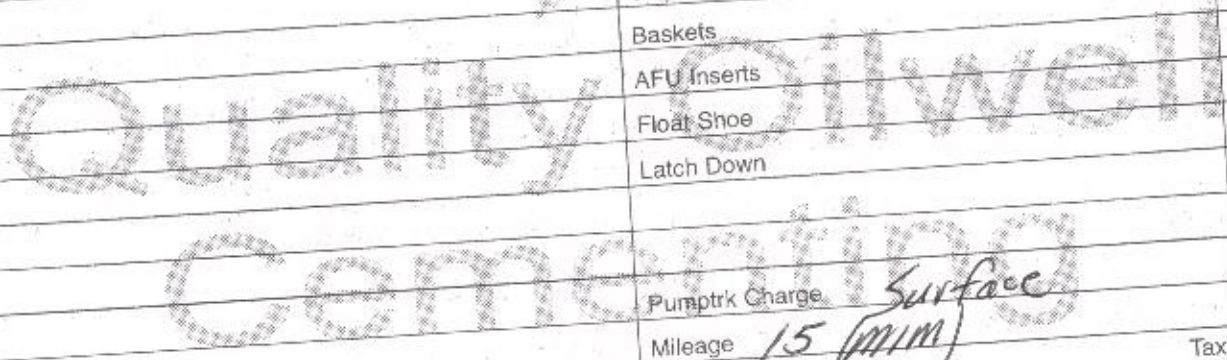 Baskets
AFU Inserts
Float Shoe
Latch Down
Quality Oilwell
Cementing
Pumptrk Charge Surface
Mileage 15 (MIM)
Tax